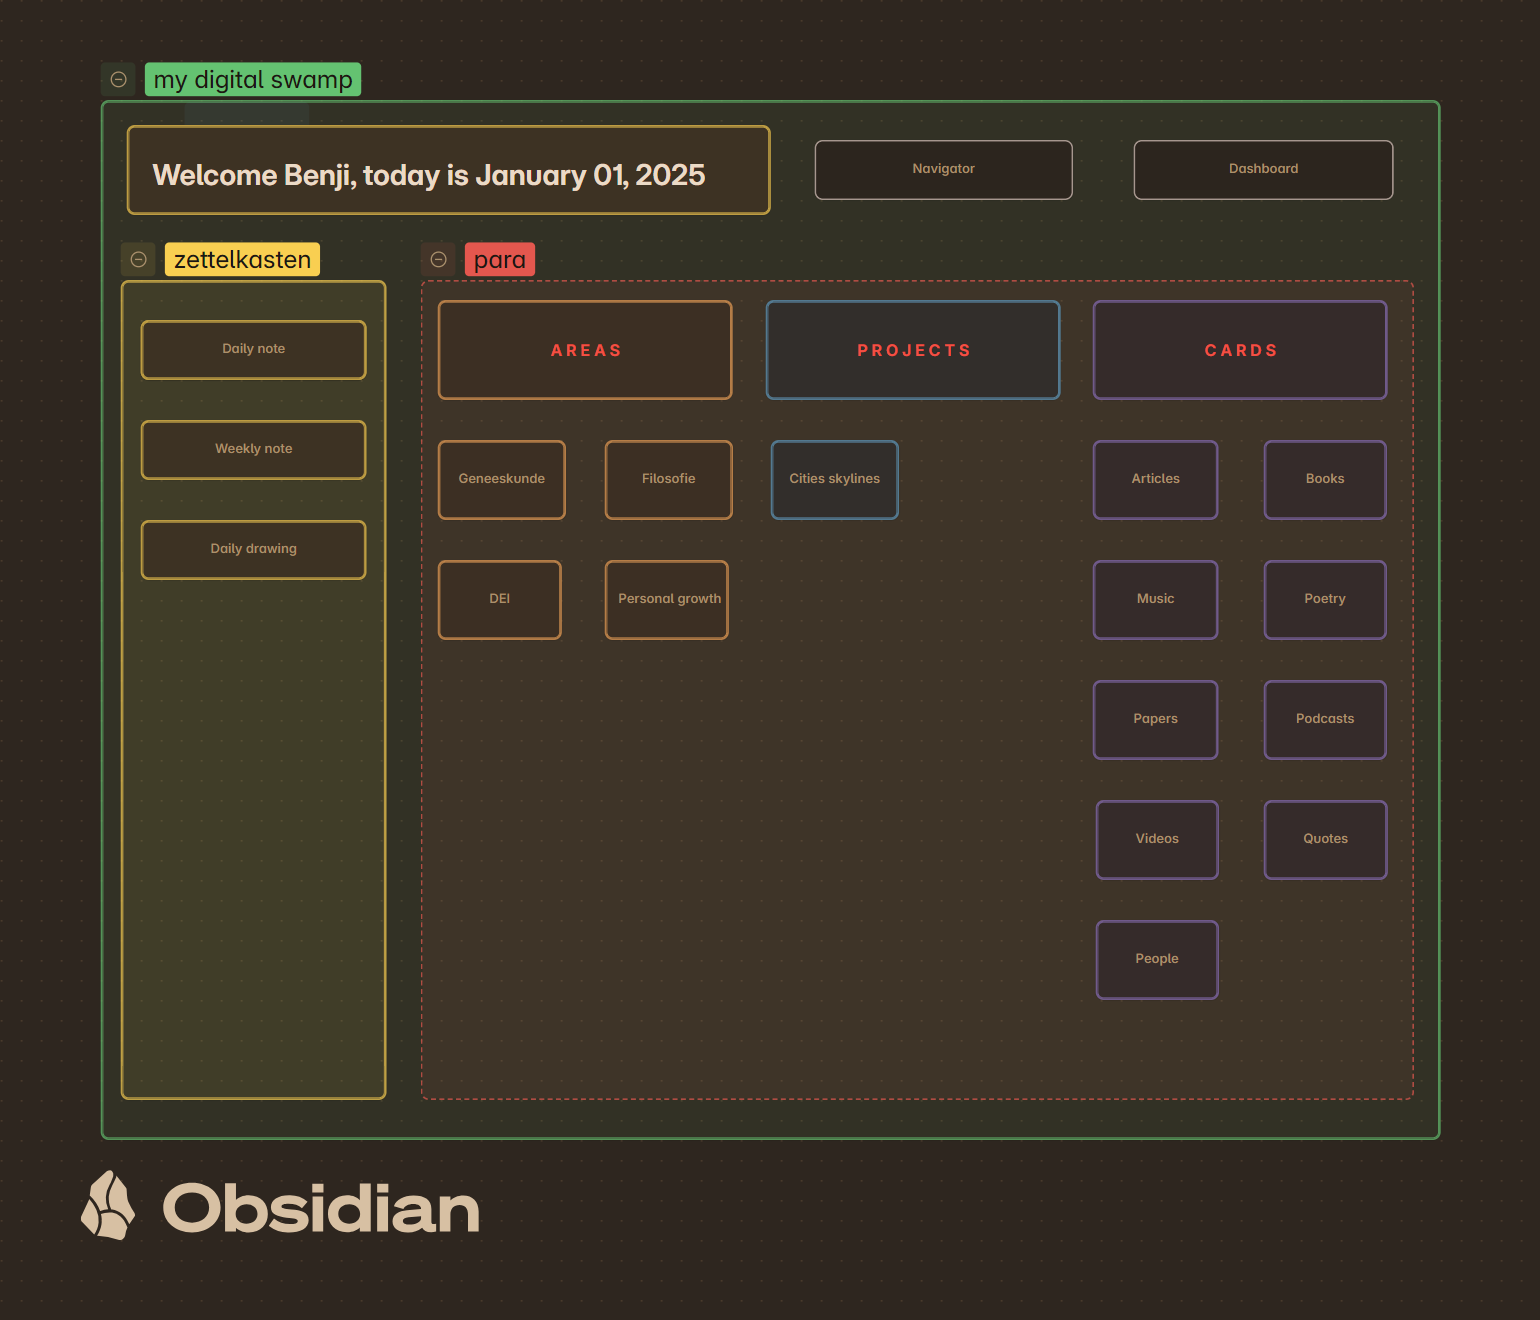 my digital swamp
Welcome Benji, today is January 01, 2025
Navigator
Dashboard
zettelkasten
Daily note
Weekly note
Daily drawing
para
AREAS
PROJECTS
CARDS
Geneeskunde
Filosofie
Cities skylines
Articles
Books
DEI
Personal growth
Music
Poetry
Papers
Podcasts
Videos
Quotes
People
Obsidian